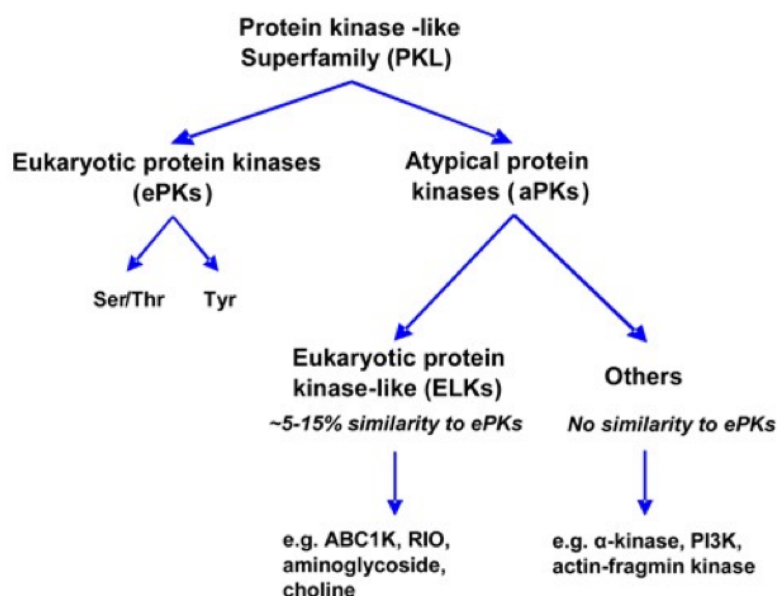 Protein kinase -like
Superfamily (PKL)
Eukaryotic protein kinases
(ePKs)
Atypical protein
kinases (aPKs)
Ser/Thr
Tyr
Eukaryotic protein
kinase-like (ELKs)
~5-15% similarity to ePKs
Others
No similarity to ePKs
e.g. ABC1K, RIO,
aminoglycoside,
choline
e.g. α-kinase, PI3K,
actin-fragmin kinase